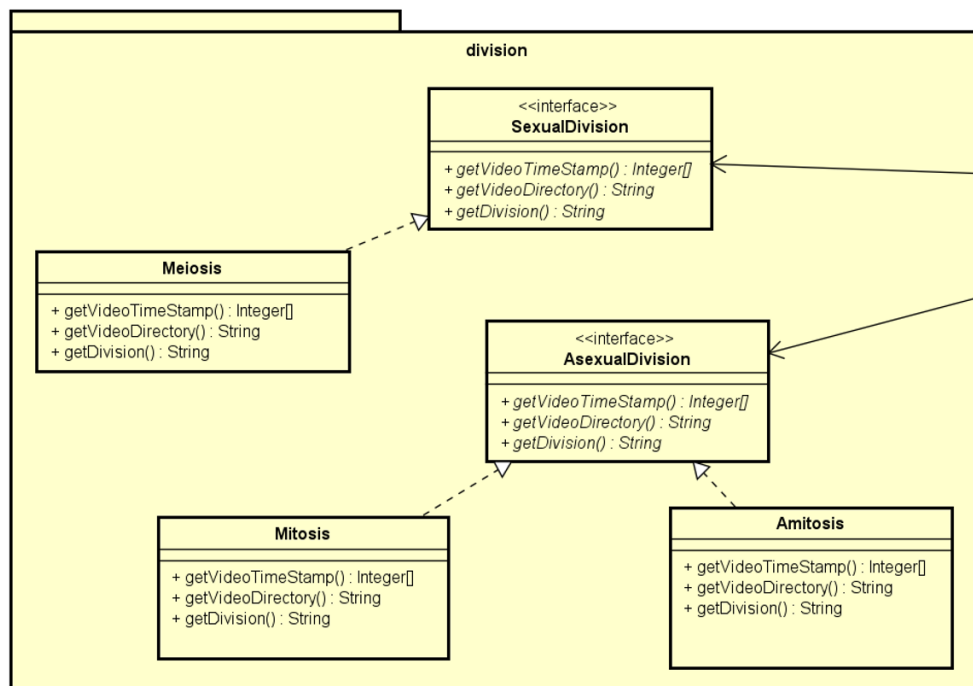 division
<<interface>>
SexualDivision
+ getVideoTimeStamp() : Integer[]
+ getVideoDirectory() : String
+ getDivision() : String
Meiosis
+ getVideoTimeStamp() : Integer[]
+ getVideoDirectory() : String
+ getDivision() : String
<<interface>>
AsexualDivision
+ getVideoTimeStamp() : Integer[]
+ getVideoDirectory() : String
+ getDivision() : String
Mitosis
+ getVideoTimeStamp() : Integer[]
+ getVideoDirectory() : String
+ getDivision() : String
Amitosis
+ getVideoTimeStamp() : Integer[]
+ getVideoDirectory() : String
+ getDivision() : String